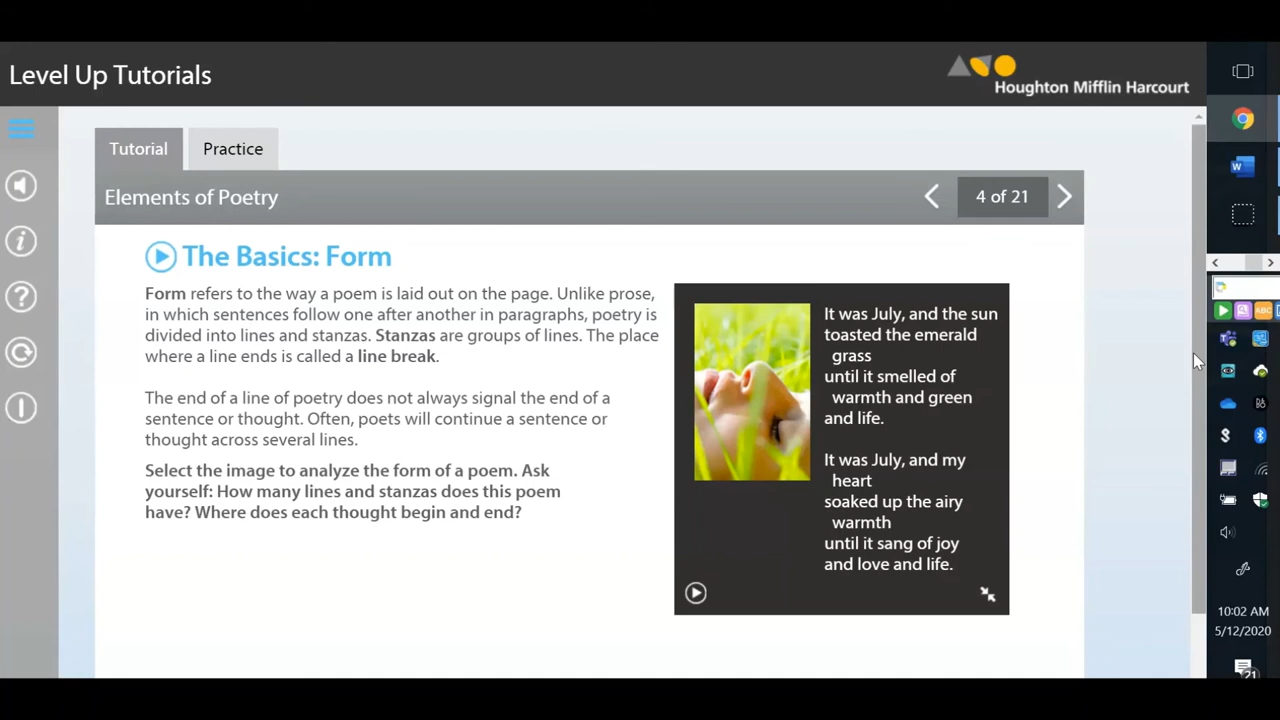 Level Up Tutorials
Houghton Mifflin Harcourt
Tutorial
Practice
Elements of Poetry
4 of 21
The Basics: Form
Form refers to the way a poem is laid out on the page. Unlike prose,
in which sentences follow one after another in paragraphs, poetry is
divided into lines and stanzas. Stanzas are groups of lines. The place
where a line ends is called a line break.
The end of a line of poetry does not always signal the end of a
sentence or thought. Often, poets will continue a sentence or
thought across several lines.
Select the image to analyze the form of a poem. Ask
yourself: How many lines and stanzas does this poem
have? Where does each thought begin and end?
It was July, and the sun
toasted the emerald
grass
until it smelled of
warmth and green
and life.
It was July, and my
heart
soaked up the airy
warmth
until it sang of joy
and love and life.
W
ABC
10:02 AM
5/12/2020
21